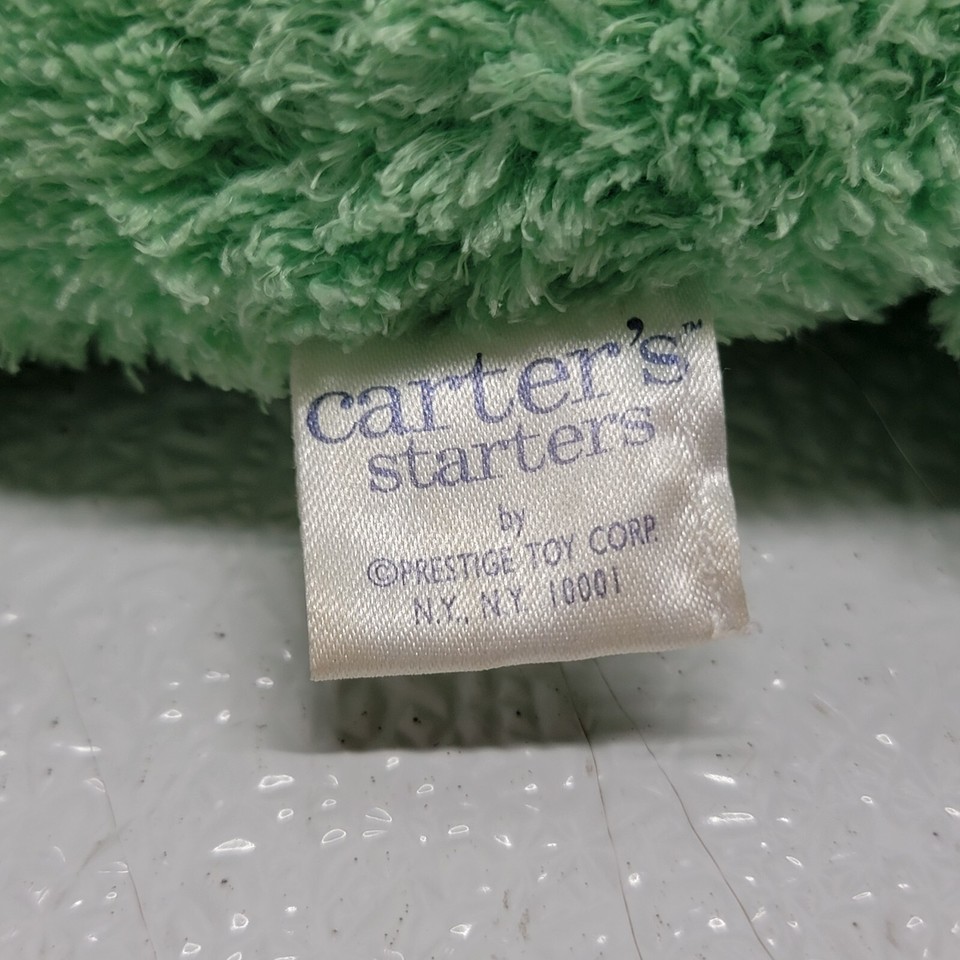 carter's™
starters
by
©PRESTIGE TOY CORP.
N.Y., N.Y. 10001